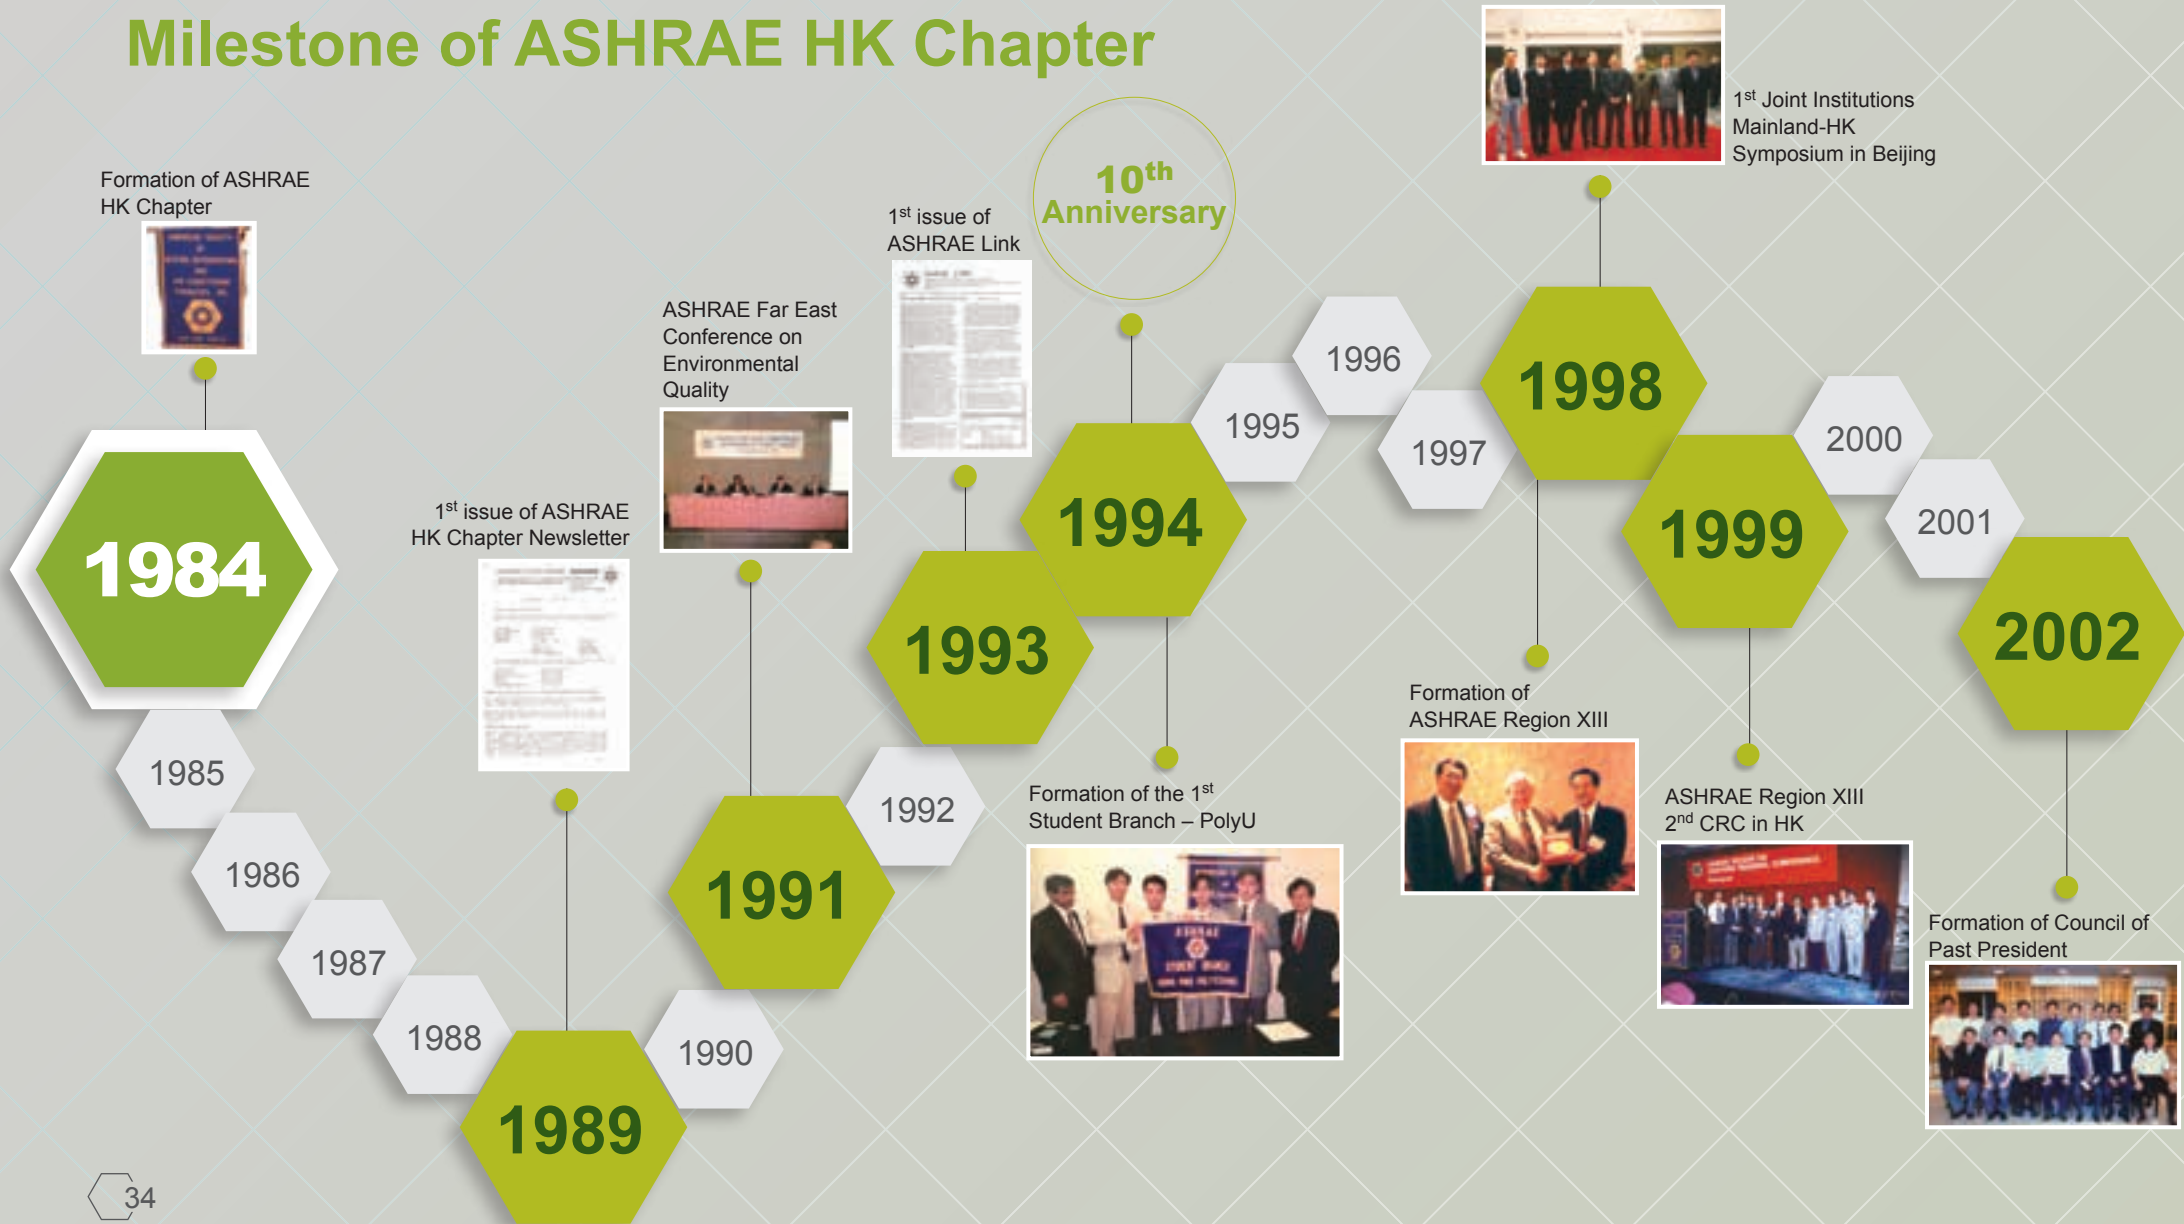 Milestone of ASHRAE HK Chapter
Formation of ASHRAE
HK Chapter
1984
1985
1986
1987
1988
1st issue of ASHRAE
HK Chapter Newsletter
1989
1990
ASHRAE Far East
Conference on
Environmental
Quality
1991
1992
1st issue of
ASHRAE Link
1993
10th
Anniversary
1994
Formation of the 1st
Student Branch – PolyU
ASHRAE
STUDENT BRANCH
1995
1996
1997
1st Joint Institutions
Mainland-HK
Symposium in Beijing
1998
Formation of
ASHRAE Region XIII
1999
ASHRAE Region XIII
2nd CRC in HK
2000
2001
2002
Formation of Council of
Past President
34